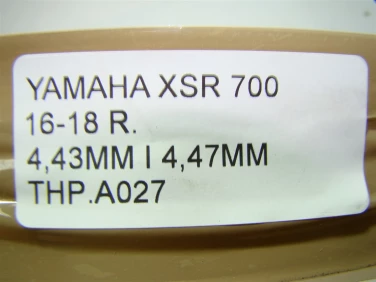 YAMAHA XSR 700
16-18 R.
4,43MM I 4,47MM
THP.A027